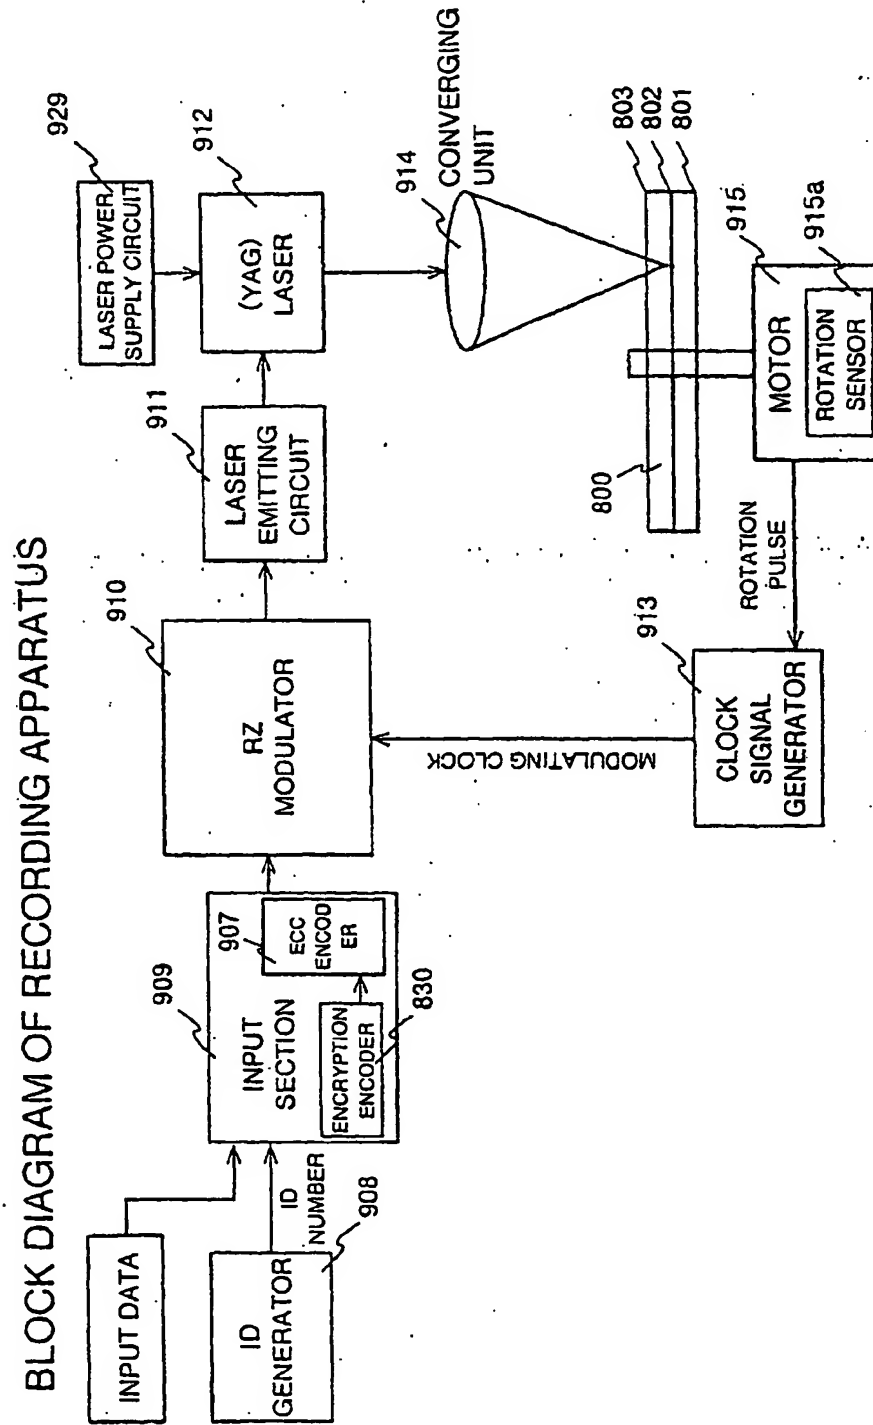 BLOCK DIAGRAM OF RECORDING APPARATUS
INPUT DATA
ID
GENERATOR
908
ID
NUMBER
909
INPUT
SECTION
907
ECC
ENCOD
ER
ENCRYPTION
ENCODER
830
910
RZ
MODULATOR
911
LASER
EMITTING
CIRCUIT
929
LASER POWER
SUPPLY CIRCUIT
912
(YAG)
LASER
914
CONVERGING
UNIT
800
803
802
801
915
MOTOR
915a
ROTATION
SENSOR
ROTATION
PULSE
913
CLOCK
SIGNAL
GENERATOR
MODULATING CLOCK